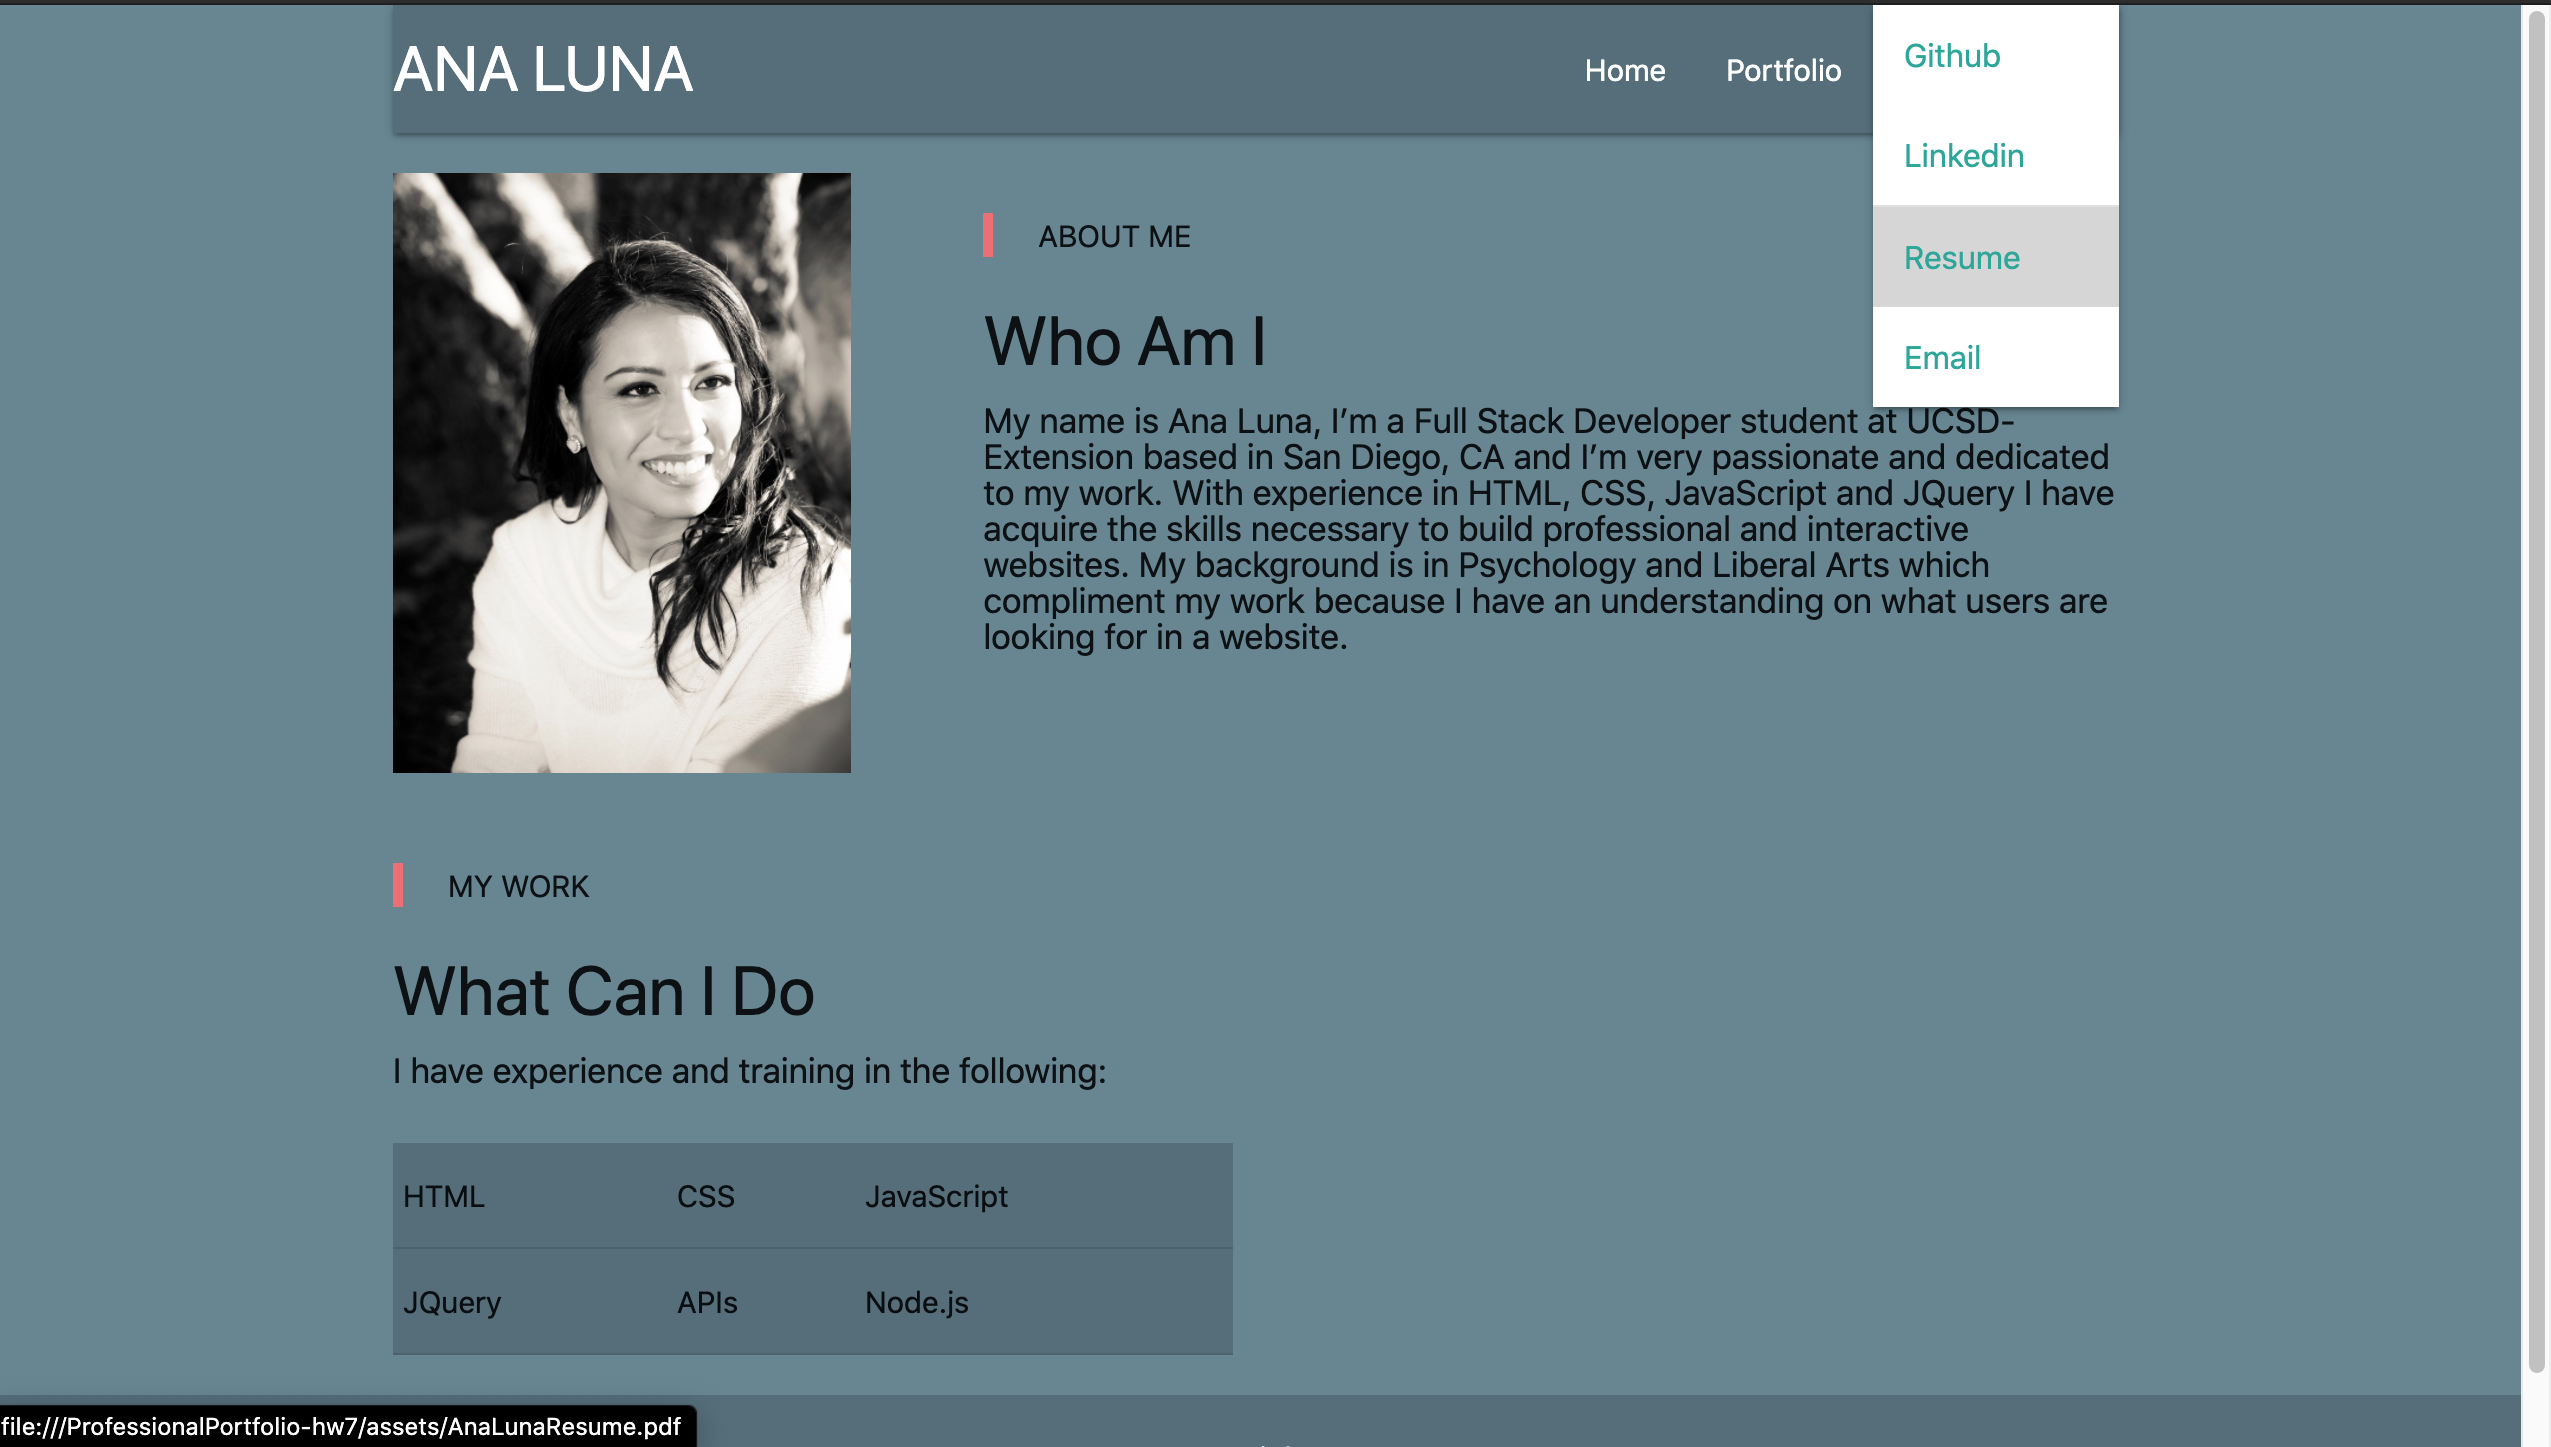 ANA LUNA
Home
Portfolio
Github
Linkedin
Resume
Email
ABOUT ME
Who Am I
My name is Ana Luna, I’m a Full Stack Developer student at UCSD-
Extension based in San Diego, CA and I’m very passionate and dedicated
to my work. With experience in HTML, CSS, JavaScript and JQuery I have
acquire the skills necessary to build professional and interactive
websites. My background is in Psychology and Liberal Arts which
compliment my work because I have an understanding on what users are
looking for in a website.
MY WORK
What Can I Do
I have experience and training in the following:
HTML CSS JavaScript
JQuery APIs Node.js
file:///ProfessionalPortfolio-hw7/assets/AnaLunaResume.pdf